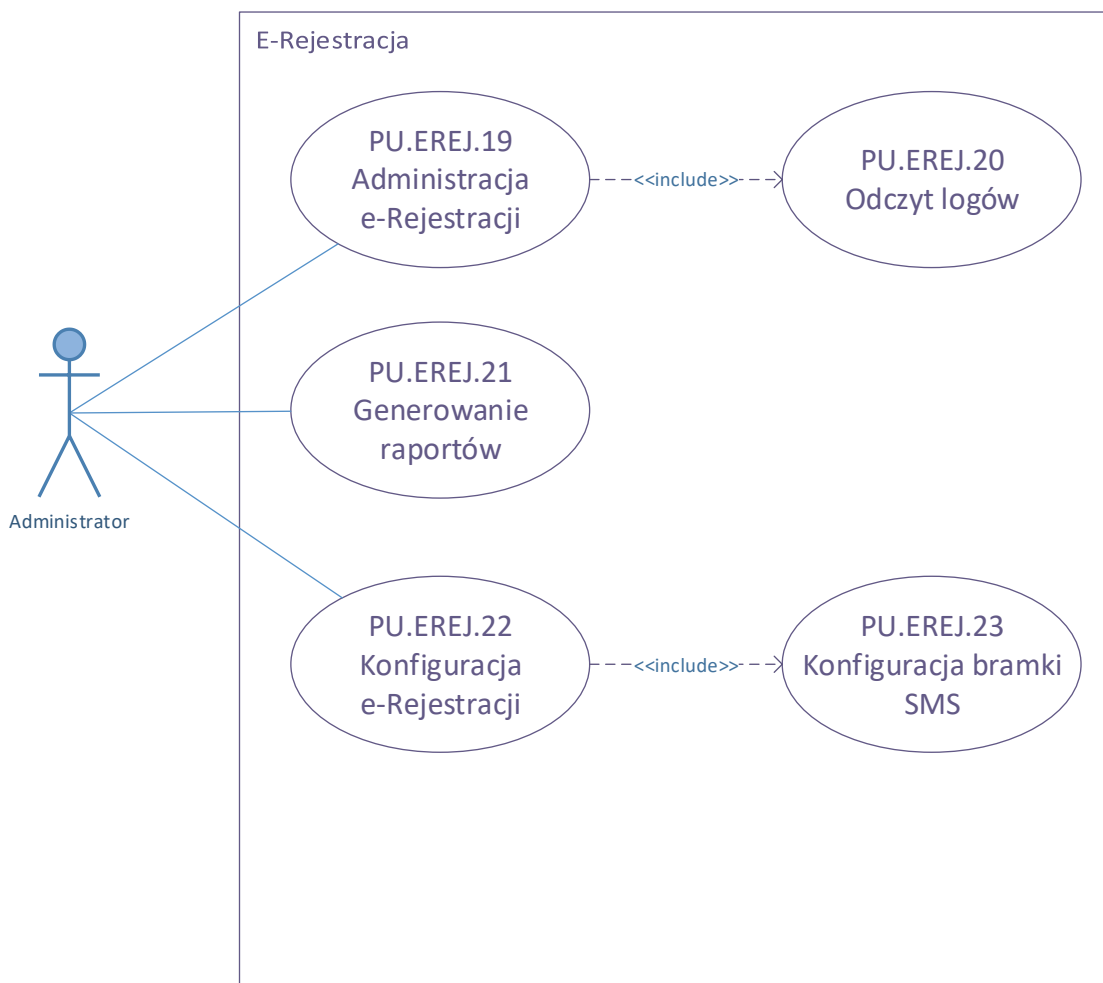 E-Rejestracja
PU.EREJ.19
Administracja
e-Rejestracji
<<include>>
PU.EREJ.20
Odczyt logów
PU.EREJ.21
Generowanie
raportów
Administrator
PU.EREJ.22
Konfiguracja
e-Rejestracji
<<include>>
PU.EREJ.23
Konfiguracja bramki
SMS